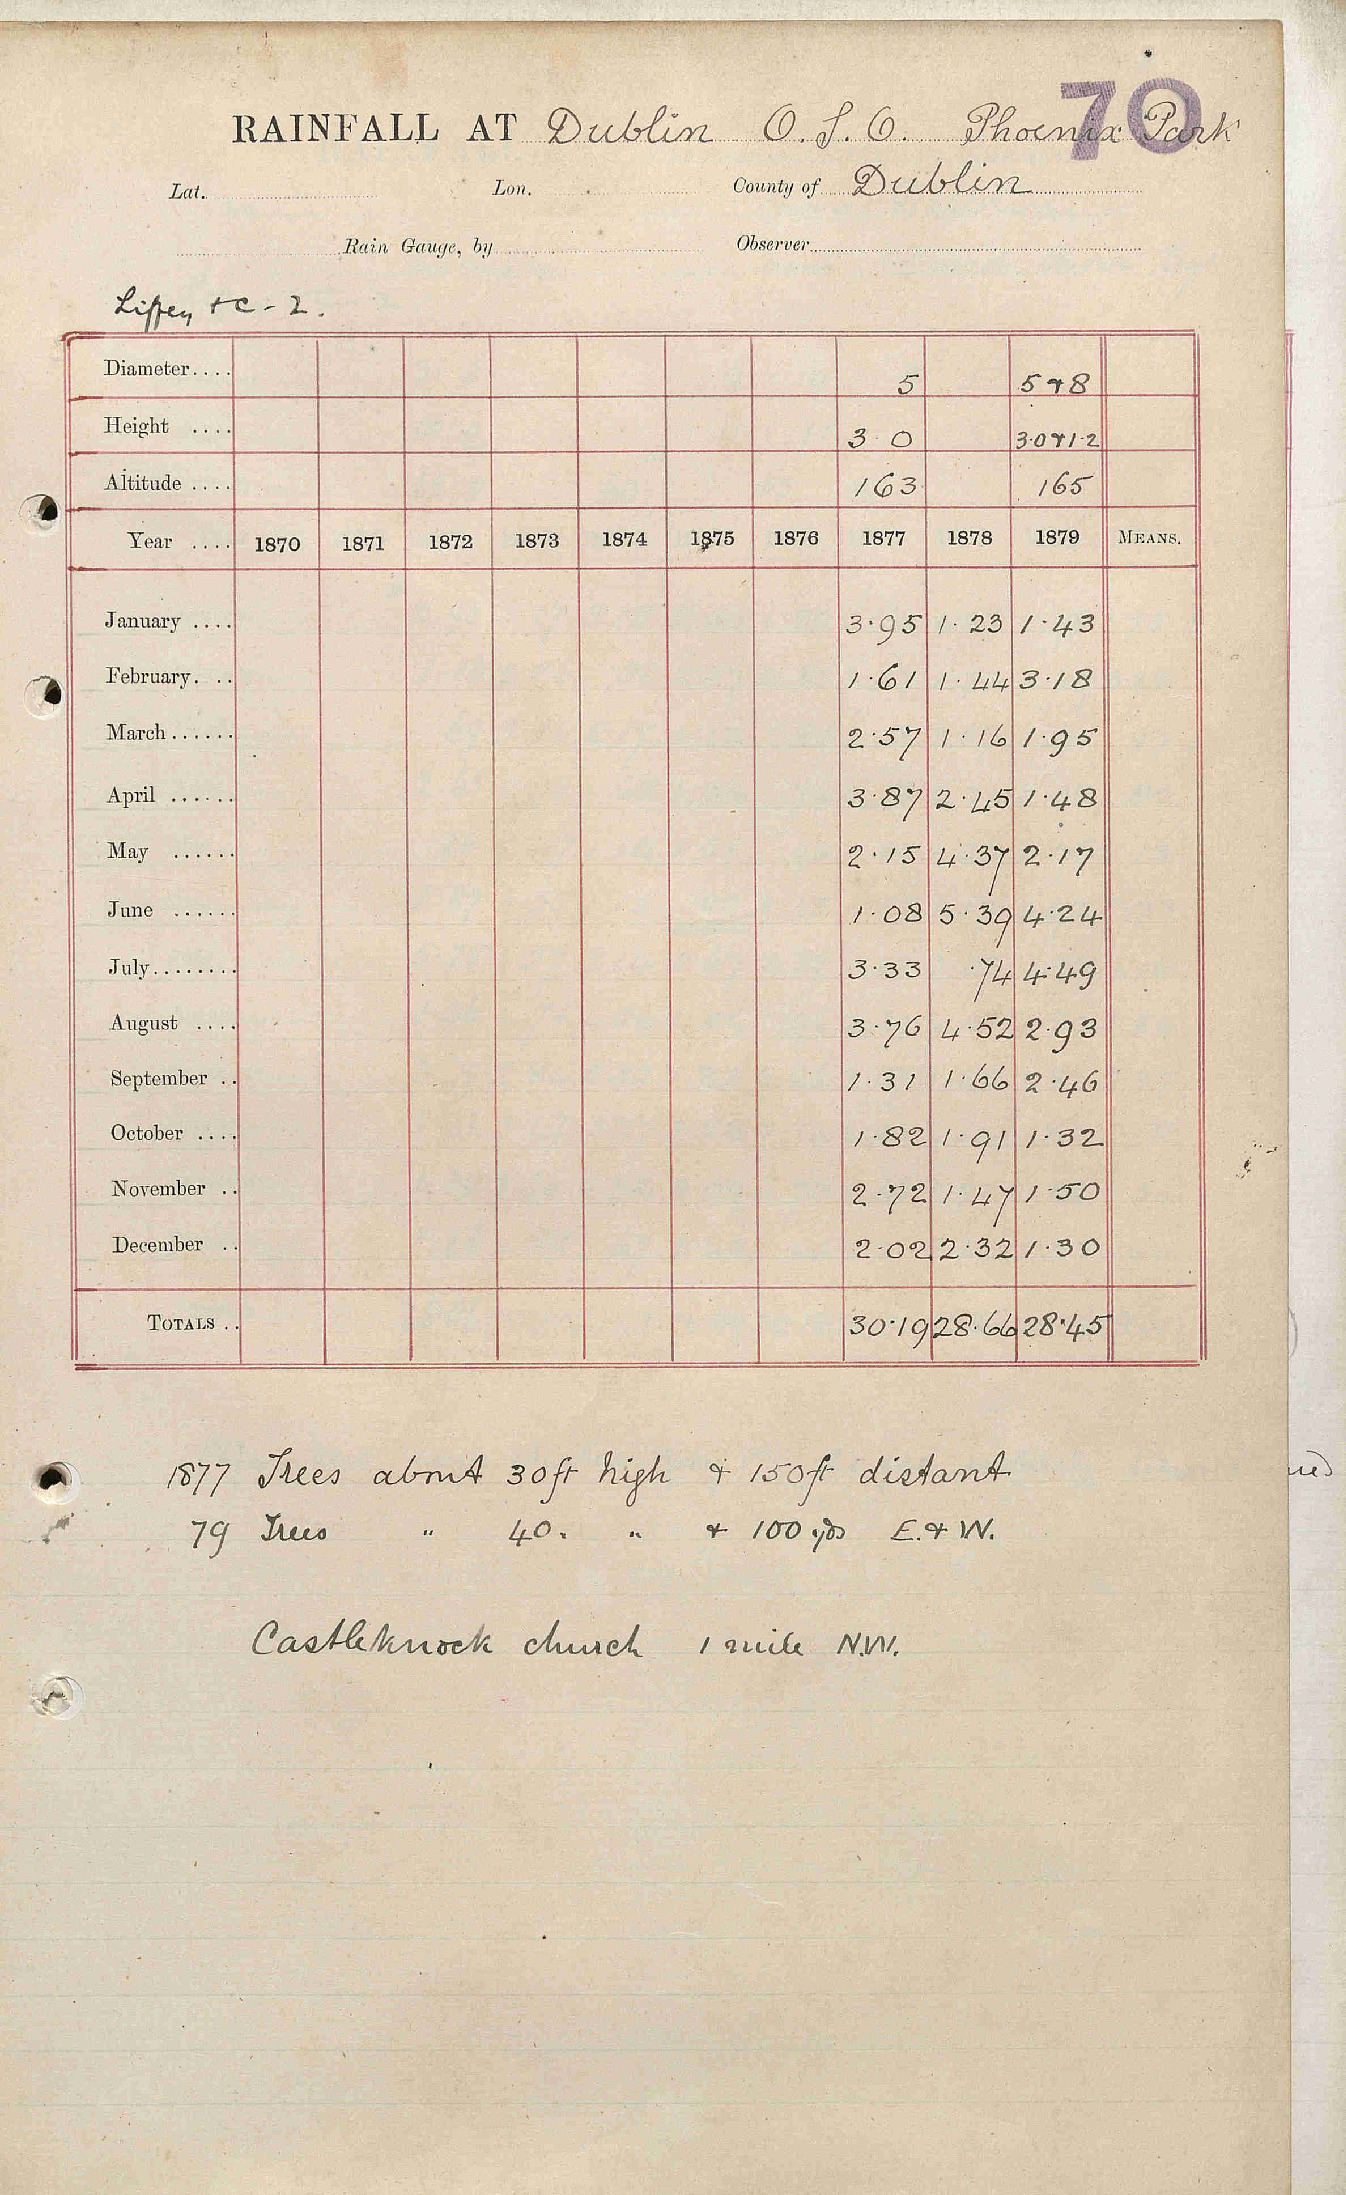 70
RAINFALL AT Dublin O.S.O. Phoenix Park
Lat. Lon. County of Dublin
Rain Gauge, by Observer
Liffey &c - 2.
Diameter.... 5 5 & 8
Height .... 3 0 3·0 & 1·2
Altitude .... 163 165
Year .... 1870 1871 1872 1873 1874 1875 1876 1877 1878 1879 MEANS.
January .... 3·95 1·23 1·43
February. .. 1·61 1·44 3·18
March ...... 2·57 1·16 1·95
April ...... 3·87 2·45 1·48
May ...... 2·15 4·37 2·17
June ...... 1·08 5·39 4·24
July........ 3·33 ·74 4·49
August .... 3·76 4·52 2·93
September .. 1·31 1·66 2·46
October .... 1·82 1·91 1·32
November .. 2·72 1·47 1·50
December .. 2·02 2·32 1·30
TOTALS .. 30·19 28·66 28·45
1877 Trees about 30ft high & 150ft distant
79 Trees " 40 " " & 100 yds E. & W.
Castleknock church 1 mile N.W.